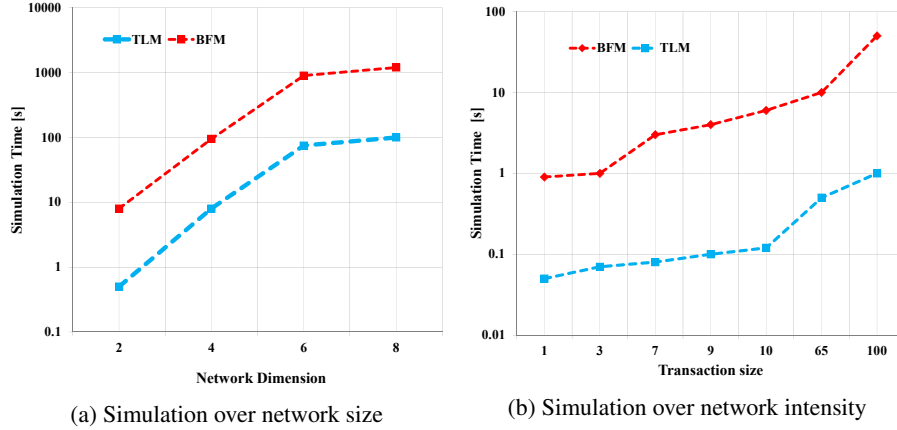 10000
1000
100
10
1
0.1
Simulation Time [s]
TLM BFM
2 4 6 8
Network Dimension
(a) Simulation over network size
100
10
1
0.1
0.01
Simulation Time [s]
BFM TLM
1 3 7 9 10 65 100
Transaction size
(b) Simulation over network intensity